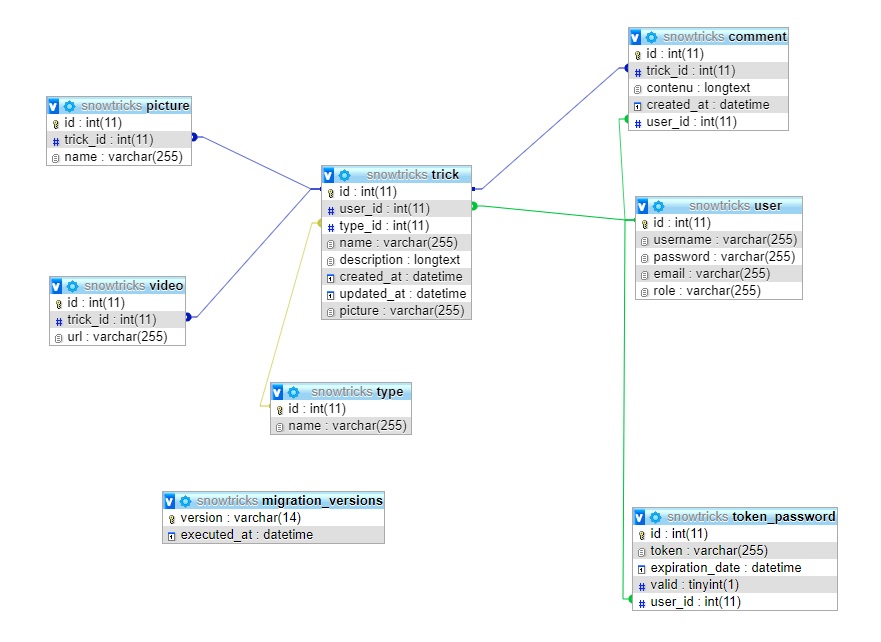 snowtricks comment
id : int(11)
trick_id : int(11)
contenu : longtext
created_at : datetime
user_id : int(11)
snowtricks picture
id : int(11)
trick_id : int(11)
name : varchar(255)
snowtricks trick
id : int(11)
user_id : int(11)
type_id : int(11)
name : varchar(255)
description : longtext
created_at : datetime
updated_at : datetime
picture : varchar(255)
snowtricks user
id : int(11)
username : varchar(255)
password : varchar(255)
email : varchar(255)
role : varchar(255)
snowtricks video
id : int(11)
trick_id : int(11)
url : varchar(255)
snowtricks type
id : int(11)
name : varchar(255)
snowtricks migration_versions
version : varchar(14)
executed_at : datetime
snowtricks token_password
id : int(11)
token : varchar(255)
expiration_date : datetime
valid : tinyint(1)
user_id : int(11)